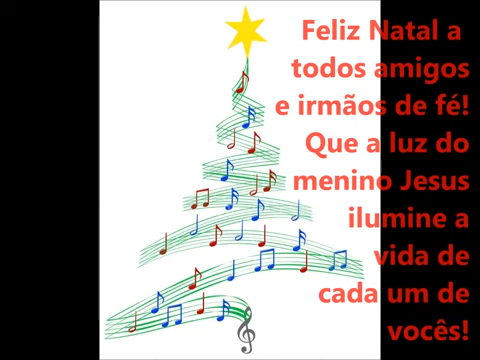 Feliz Natal a
todos amigos
e irmãos de fé!
Que a luz do
menino Jesus
ilumine a
vida de
cada um de
vocês!